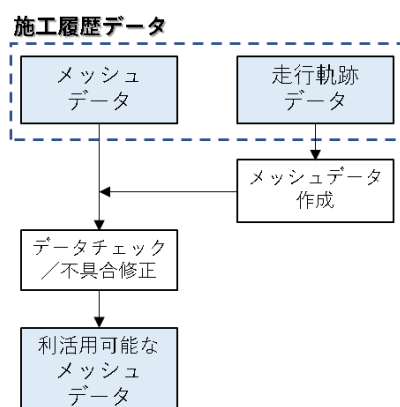 施工履歴データ
メッシュ
データ
走行軌跡
データ
メッシュデータ
作成
データチェック
／不具合修正
利活用可能な
メッシュ
データ